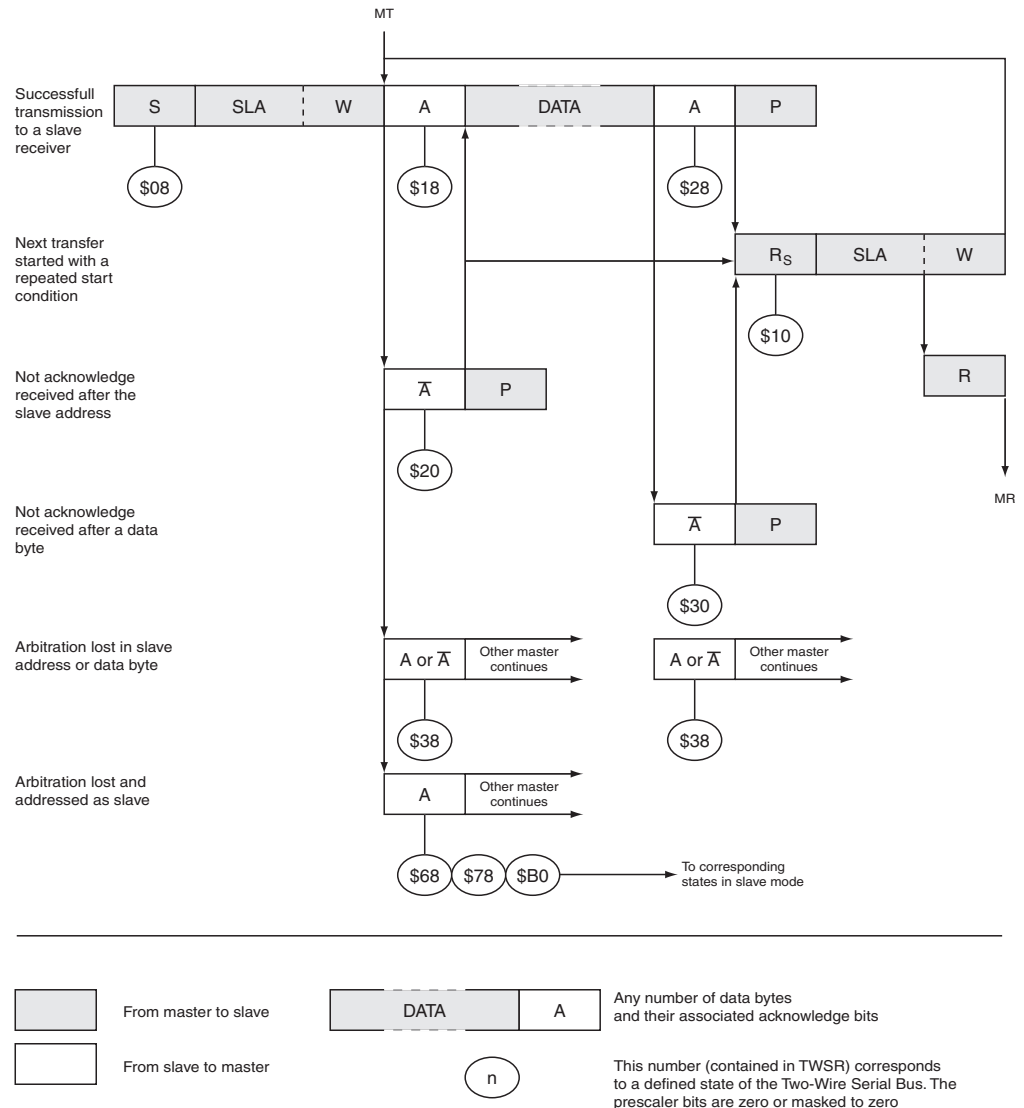 MT
Successfull
transmission
to a slave
receiver
S SLA W A DATA A P
$08 $18 $28
Next transfer
started with a
repeated start
condition
RS SLA W
$10
Not acknowledge
received after the
slave address
A̅ P
R
$20
MR
Not acknowledge
received after a data
byte
A̅ P
$30
Arbitration lost in slave
address or data byte
A or A̅ Other master
continues
A or A̅ Other master
continues
$38 $38
Arbitration lost and
addressed as slave
A Other master
continues
$68 $78 $B0
To corresponding
states in slave mode
From master to slave
DATA A
Any number of data bytes
and their associated acknowledge bits
From slave to master
n
This number (contained in TWSR) corresponds
to a defined state of the Two-Wire Serial Bus. The
prescaler bits are zero or masked to zero